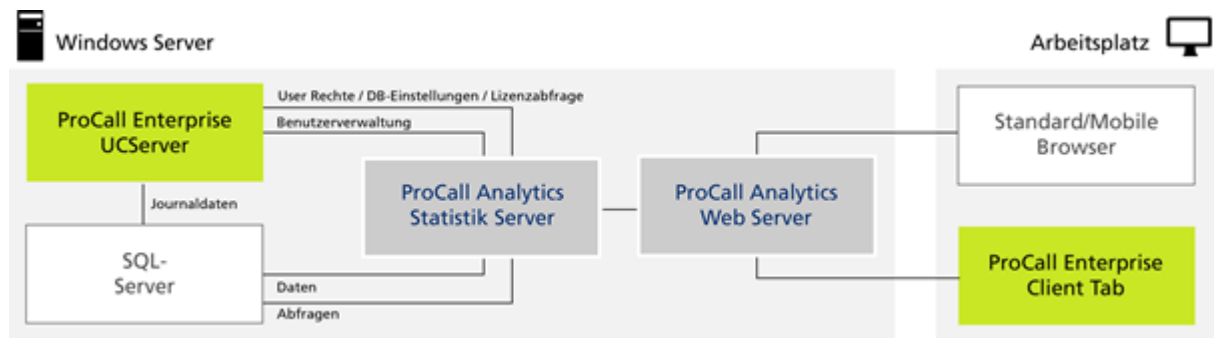 Windows Server
Arbeitsplatz
ProCall Enterprise
UCServer
User Rechte / DB-Einstellungen / Lizenzabfrage
Benutzerverwaltung
Journaldaten
SQL-
Server
Daten
Abfragen
ProCall Analytics
Statistik Server
ProCall Analytics
Web Server
Standard/Mobile
Browser
ProCall Enterprise
Client Tab